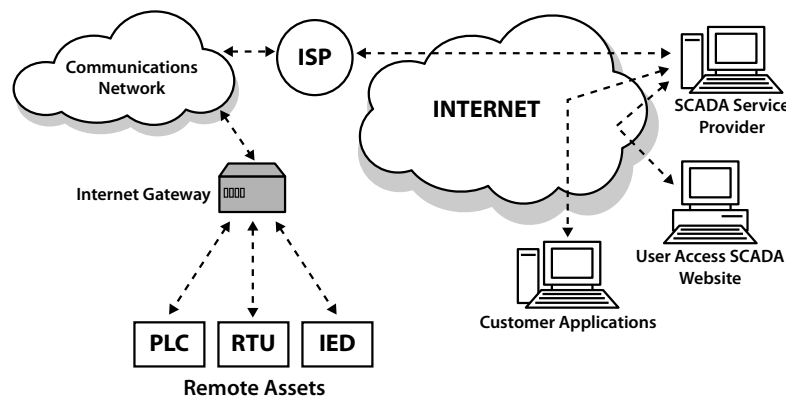 Communications
Network
ISP
INTERNET
SCADA Service
Provider
Internet Gateway
User Access SCADA
Website
Customer Applications
PLC
RTU
IED
Remote Assets